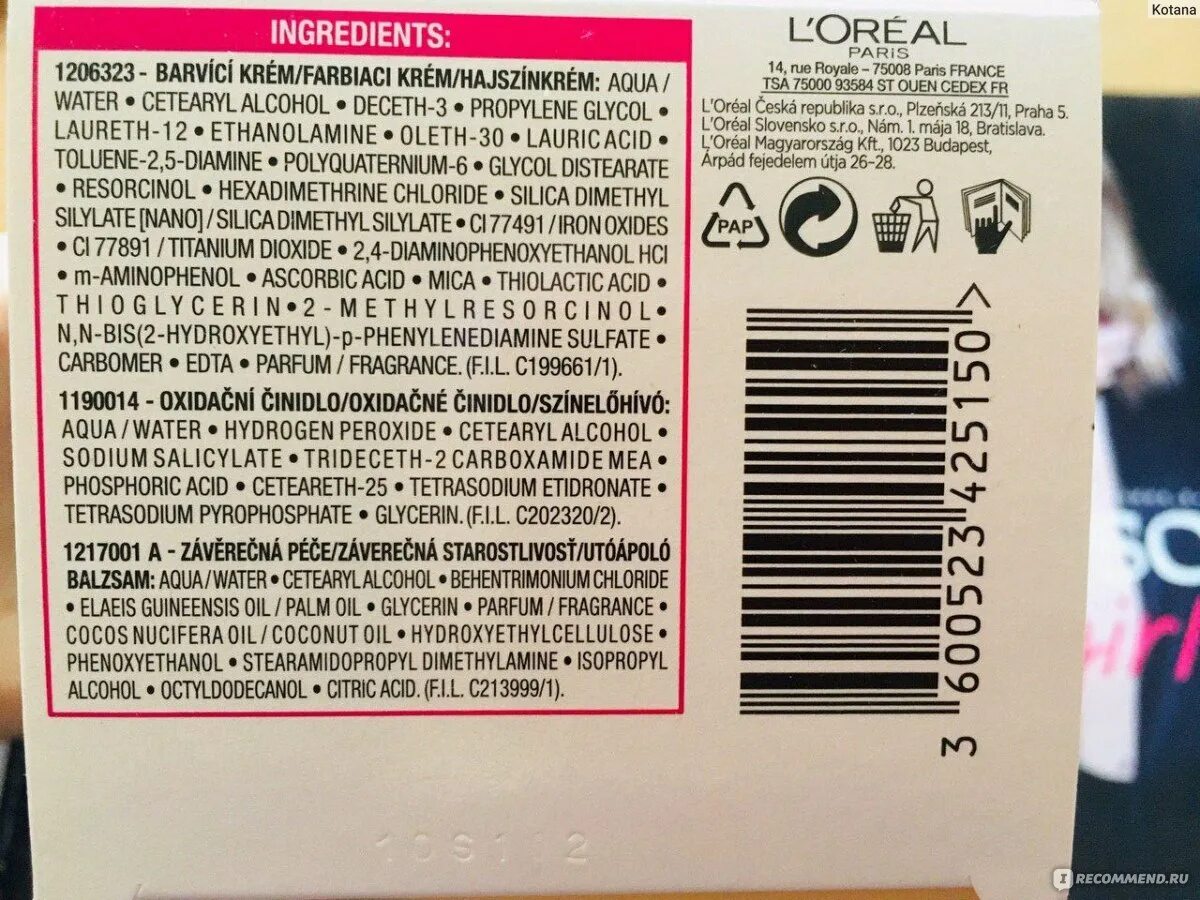 Kotana
INGREDIENTS:
1206323 - BARVÍCÍ KRÉM/FARBIACI KRÉM/HAJSZÍNKRÉM: AQUA /
WATER • CETEARYL ALCOHOL • DECETH-3 • PROPYLENE GLYCOL •
LAURETH-12 • ETHANOLAMINE • OLETH-30 • LAURIC ACID •
TOLUENE-2,5-DIAMINE • POLYQUATERNIUM-6 • GLYCOL DISTEARATE
• RESORCINOL • HEXADIMETHRINE CHLORIDE • SILICA DIMETHYL
SILYLATE [NANO] / SILICA DIMETHYL SILYLATE • CI 77491 / IRON OXIDES
• CI 77891 / TITANIUM DIOXIDE • 2,4-DIAMINOPHENOXYETHANOL HCl
• m-AMINOPHENOL • ASCORBIC ACID • MICA • THIOLACTIC ACID •
THIOGLYCERIN • 2-METHYLRESORCINOL •
N,N-BIS(2-HYDROXYETHYL)-p-PHENYLENEDIAMINE SULFATE •
CARBOMER • EDTA • PARFUM / FRAGRANCE. (F.I.L. C199661/1).
1190014 - OXIDAČNÍ ČINIDLO/OXIDAČNÉ ČINIDLO/SZÍNELŐHÍVÓ:
AQUA / WATER • HYDROGEN PEROXIDE • CETEARYL ALCOHOL •
SODIUM SALICYLATE • TRIDECETH-2 CARBOXAMIDE MEA •
PHOSPHORIC ACID • CETEARETH-25 • TETRASODIUM ETIDRONATE •
TETRASODIUM PYROPHOSPHATE • GLYCERIN. (F.I.L. C202320/2).
1217001 A - ZÁVĚREČNÁ PÉČE/ZÁVEREČNÁ STAROSTLIVOSŤ/UTÓÁPOLÓ
BALZSAM: AQUA / WATER • CETEARYL ALCOHOL • BEHENTRIMONIUM CHLORIDE
• ELAEIS GUINEENSIS OIL / PALM OIL • GLYCERIN • PARFUM / FRAGRANCE •
COCOS NUCIFERA OIL / COCONUT OIL • HYDROXYETHYLCELLULOSE •
PHENOXYETHANOL • STEARAMIDOPROPYL DIMETHYLAMINE • ISOPROPYL
ALCOHOL • OCTYLDODECANOL • CITRIC ACID. (F.I.L. C213999/1).
L'ORÉAL
PARIS
14, rue Royale - 75008 Paris FRANCE
TSA 75000 93584 ST OUEN CEDEX FR
L'Oréal Česká republika s.r.o., Plzeňská 213/11, Praha 5.
L'Oréal Slovensko s.r.o., Nám. 1. mája 18, Bratislava.
L'Oréal Magyarország Kft., 1023 Budapest,
Árpád fejedelem útja 26-28.
PAP
3 600523 425150 >
IRECOMMEND.RU